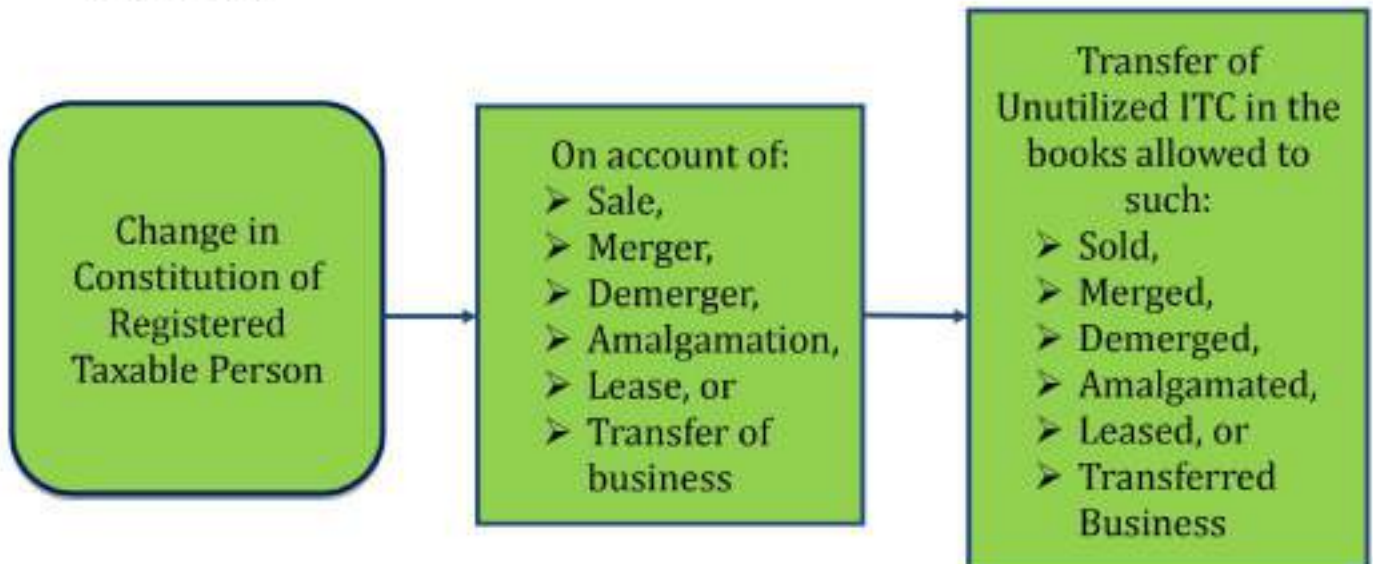 Change in
Constitution of
Registered
Taxable Person
On account of:
➢ Sale,
➢ Merger,
➢ Demerger,
➢ Amalgamation,
➢ Lease, or
➢ Transfer of
business
Transfer of
Unutilized ITC in the
books allowed to
such:
➢ Sold,
➢ Merged,
➢ Demerged,
➢ Amalgamated,
➢ Leased, or
➢ Transferred
Business